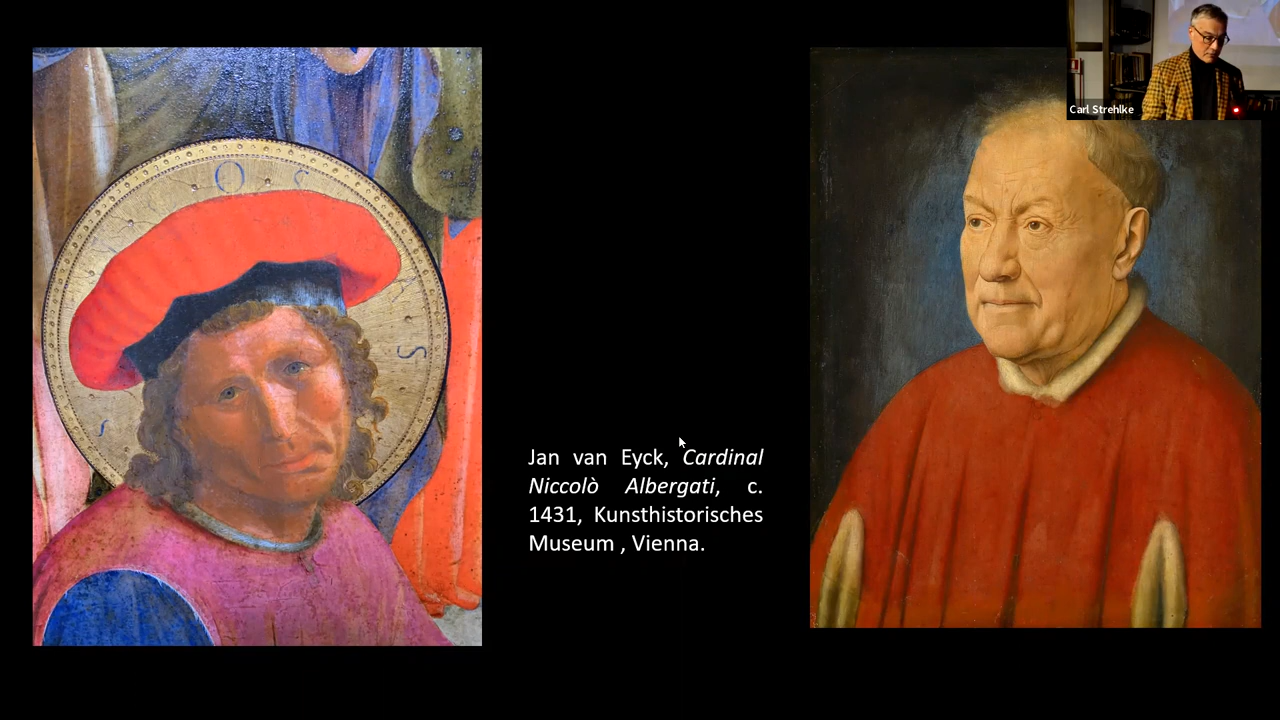 Carl Strehlke
Jan van Eyck, Cardinal
Niccolò Albergati, c.
1431, Kunsthistorisches
Museum , Vienna.